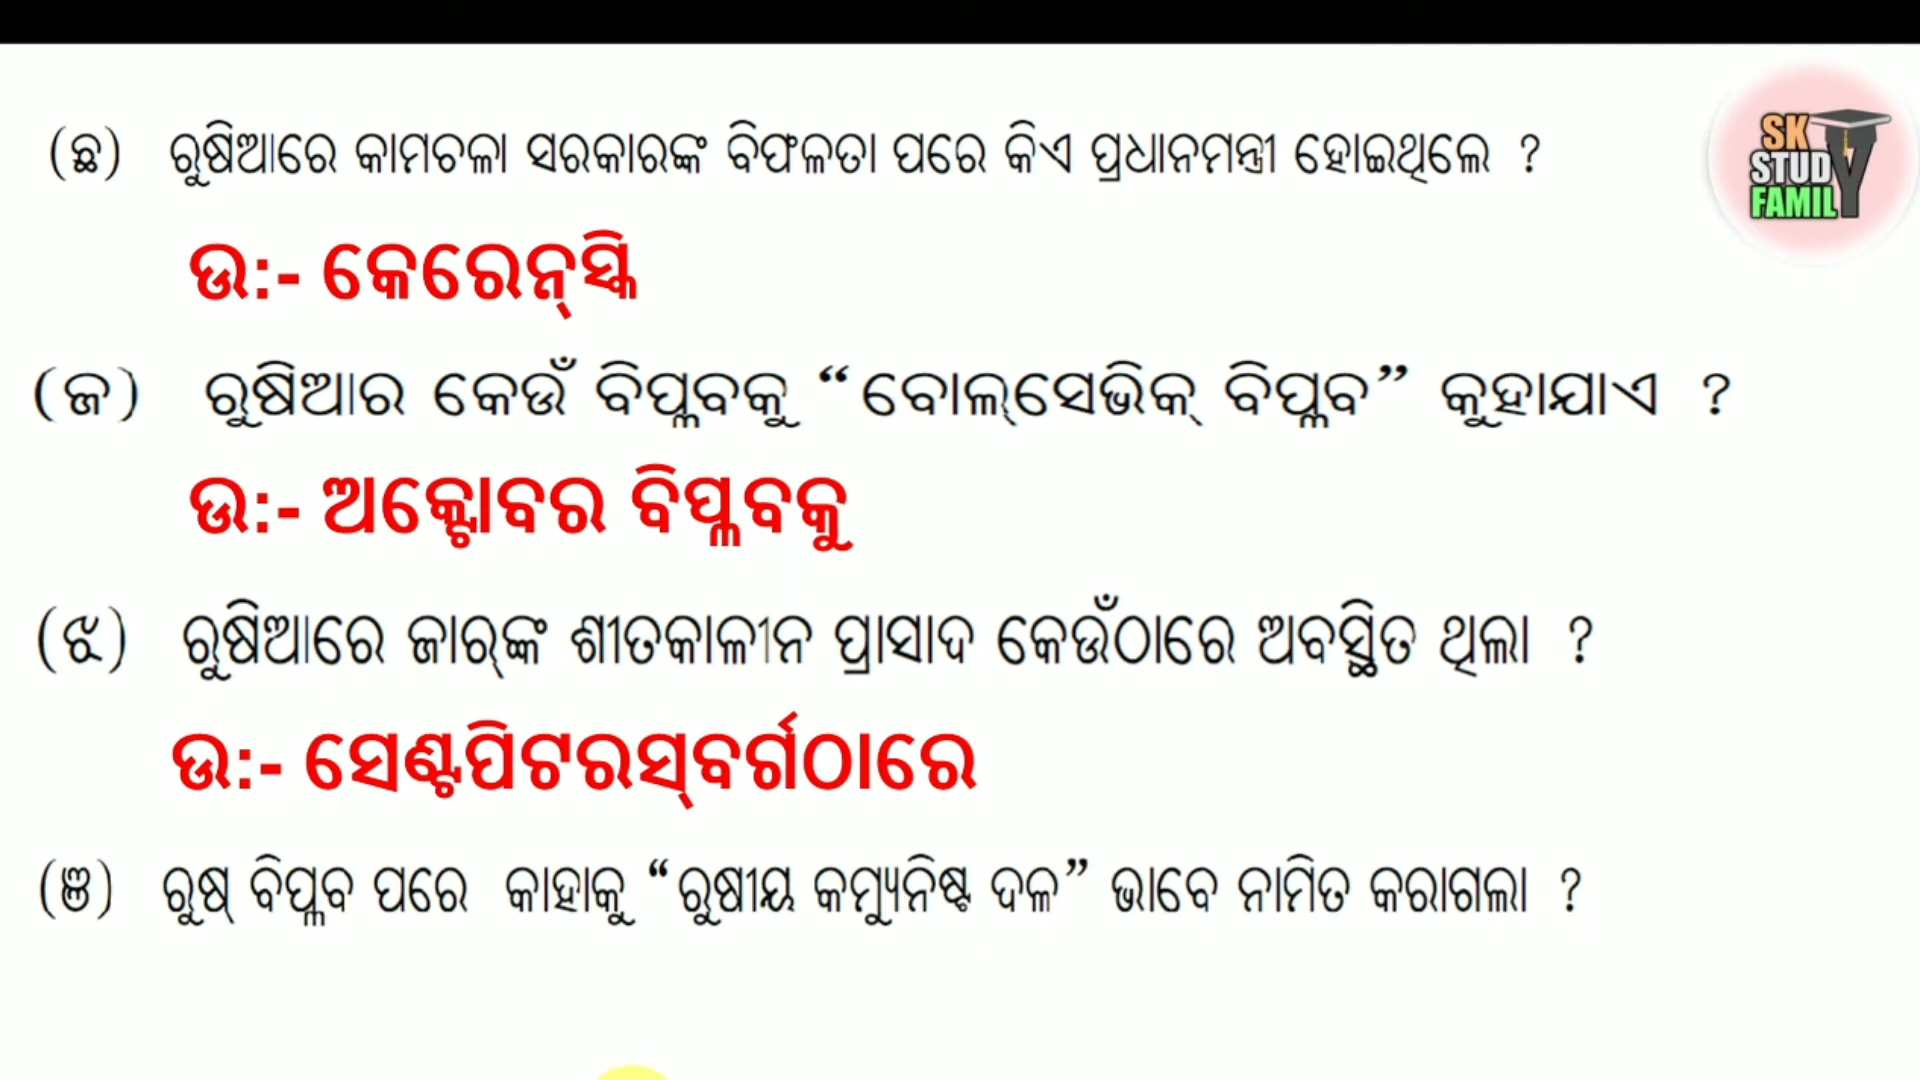 (ଛ) ରୁଷିଆରେ କାମଚଳା ସରକାରଙ୍କ ବିଫଳତା ପରେ କିଏ ପ୍ରଧାନମନ୍ତ୍ରୀ ହୋଇଥିଲେ ?
SK
STUDY
FAMILY
ଉ:- କେରେନ୍‌ସ୍କି
(ଜ) ରୁଷିଆର କେଉଁ ବିପ୍ଳବକୁ “ବୋଲ୍‌ସେଭିକ୍ ବିପ୍ଳବ” କୁହାଯାଏ ?
ଉ:- ଅକ୍ଟୋବର ବିପ୍ଳବକୁ
(ଝ) ରୁଷିଆରେ ଜାର୍‌ଙ୍କ ଶୀତକାଳୀନ ପ୍ରାସାଦ କେଉଁଠାରେ ଅବସ୍ଥିତ ଥିଲା ?
ଉ:- ସେଣ୍ଟପିଟରସ୍‌ବର୍ଗଠାରେ
(ଞ) ରୁଷ୍ ବିପ୍ଳବ ପରେ କାହାକୁ “ରୁଷୀୟ କମ୍ୟୁନିଷ୍ଟ ଦଳ” ଭାବେ ନାମିତ କରାଗଲା ?